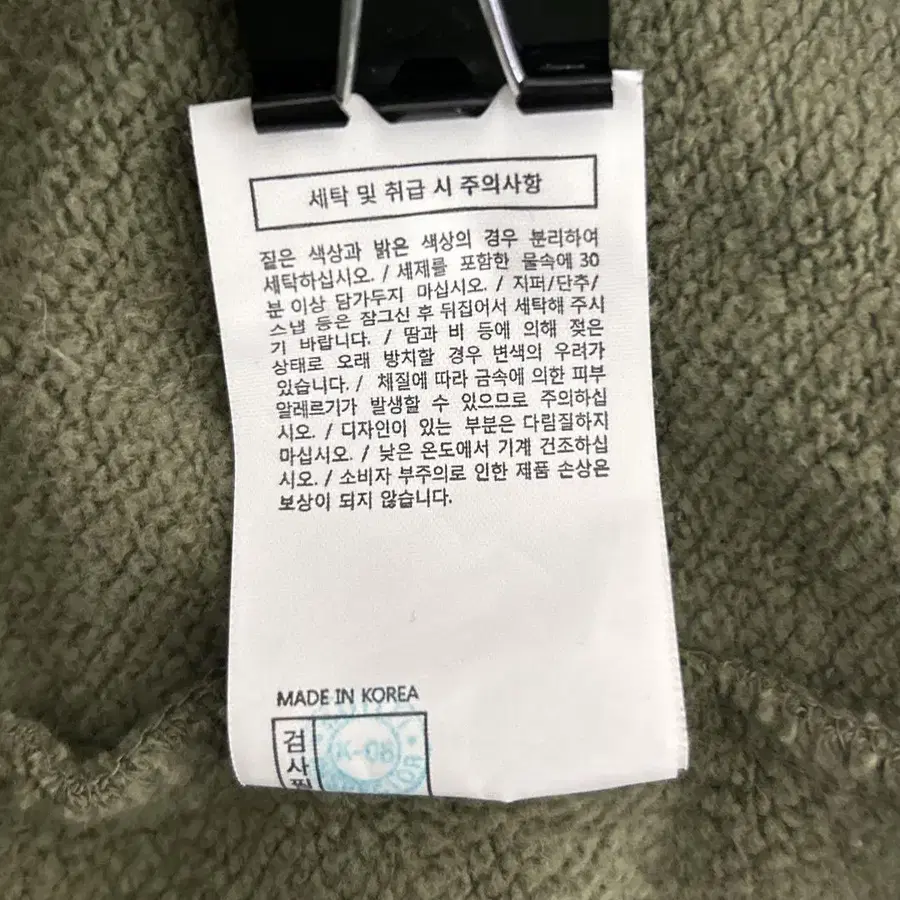 세탁 및 취급 시 주의사항
짙은 색상과 밝은 색상의 경우 분리하여
세탁하십시오. / 세제를 포함한 물속에 30
분 이상 담가두지 마십시오. / 지퍼/단추/
스냅 등은 잠그신 후 뒤집어서 세탁해 주시
기 바랍니다. / 땀과 비 등에 의해 젖은
상태로 오래 방치할 경우 변색의 우려가
있습니다. / 체질에 따라 금속에 의한 피부
알레르기가 발생할 수 있으므로 주의하십
시오. / 디자인이 있는 부분은 다림질하지
마십시오. / 낮은 온도에서 기계 건조하십
시오. / 소비자 부주의로 인한 제품 손상은
보상이 되지 않습니다.
MADE IN KOREA
검
사
K-08